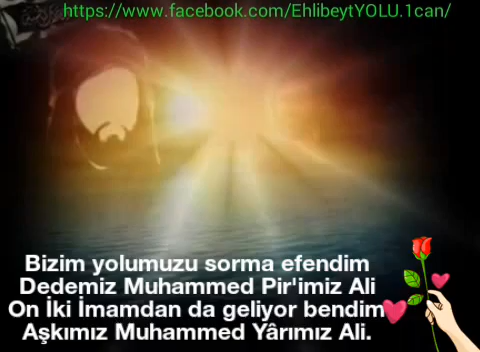 https://www.facebook.com/EhlibeytYOLU.1can/
Bizim yolumuzu sorma efendim
Dedemiz Muhammed Pir'imiz Ali
On İki İmamdan da geliyor bendim
Aşkımız Muhammed Yârımız Ali.